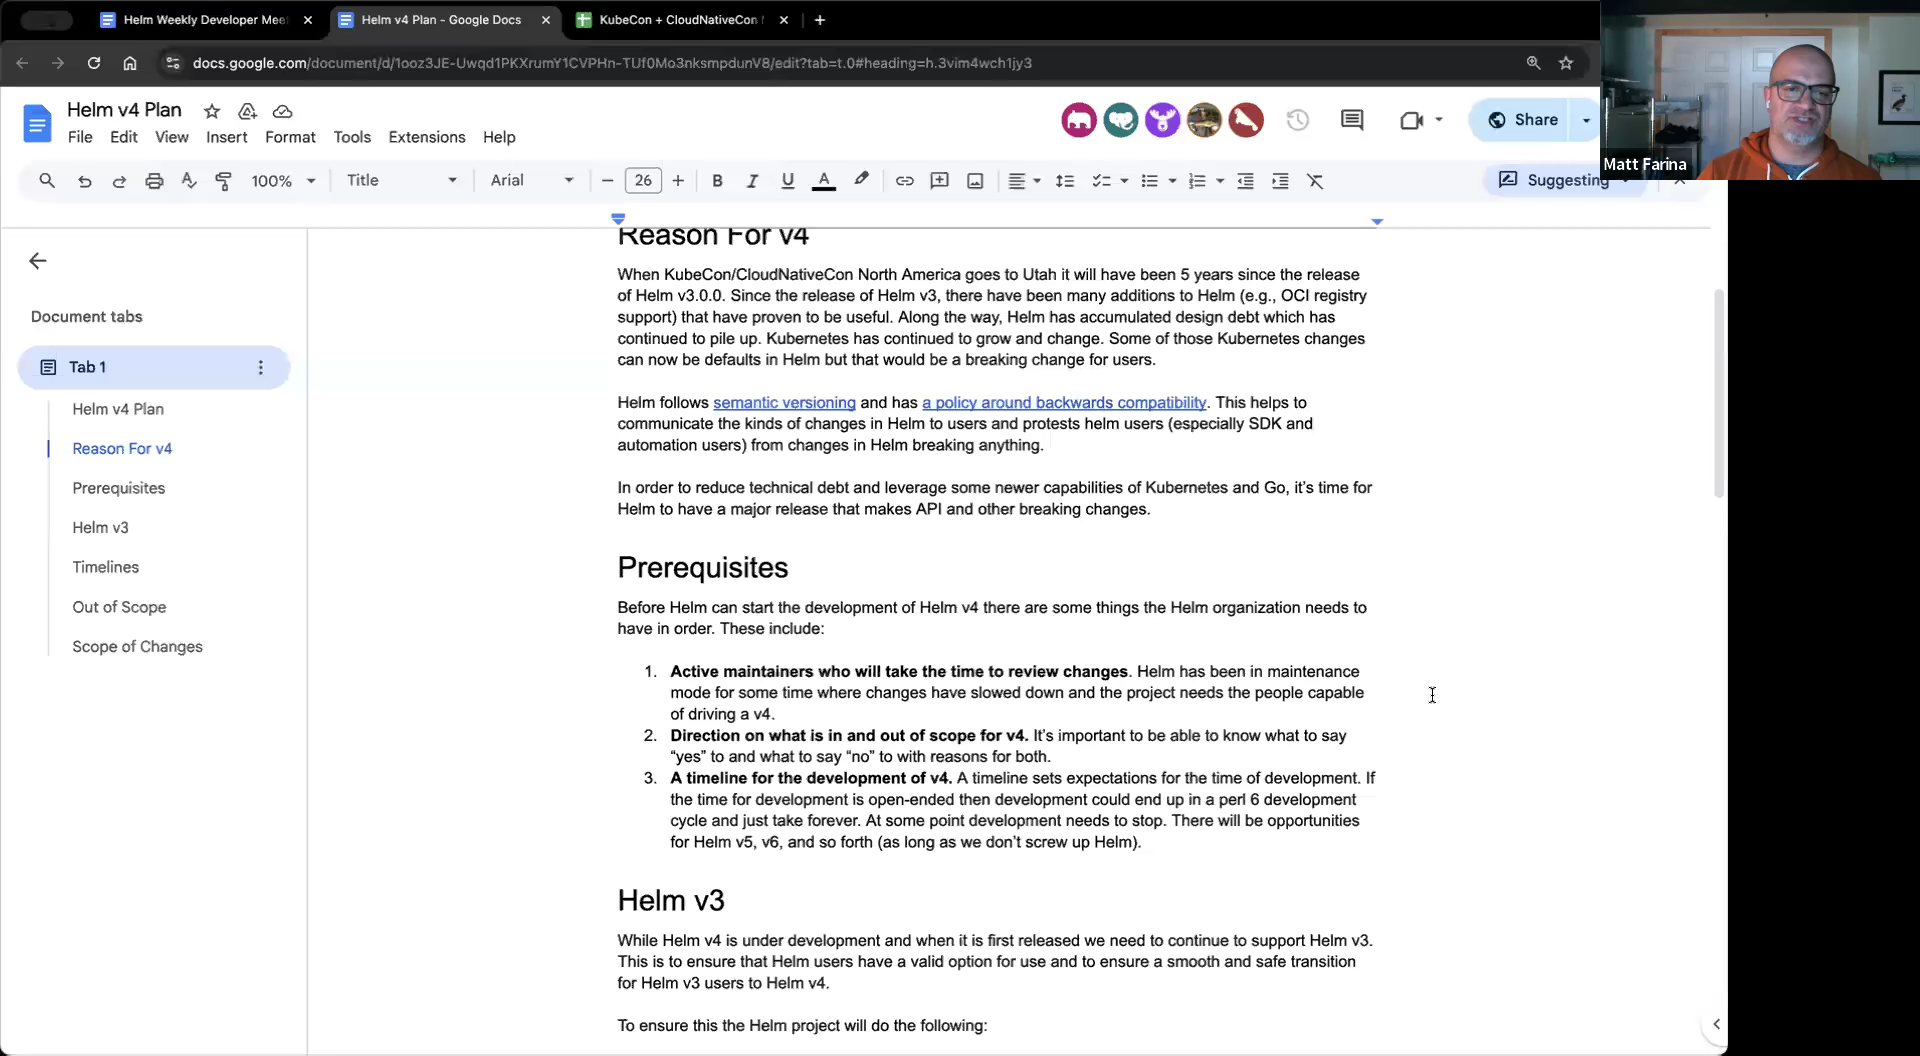 Helm Weekly Developer Mee
Helm v4 Plan - Google Docs
KubeCon + CloudNativeCon
docs.google.com/document/d/1ooz3JE-Uwqd1PKXrumY1CVPHn-TUf0Mo3nksmpdunV8/edit?tab=t.0#heading=h.3vim4wch1jy3
Helm v4 Plan
File Edit View Insert Format Tools Extensions Help
Share
Matt Farina
100% Title Arial 26 B I U A
Suggesting
Document tabs
Tab 1
Helm v4 Plan
Reason For v4
Prerequisites
Helm v3
Timelines
Out of Scope
Scope of Changes
Reason For v4
When KubeCon/CloudNativeCon North America goes to Utah it will have been 5 years since the release
of Helm v3.0.0. Since the release of Helm v3, there have been many additions to Helm (e.g., OCI registry
support) that have proven to be useful. Along the way, Helm has accumulated design debt which has
continued to pile up. Kubernetes has continued to grow and change. Some of those Kubernetes changes
can now be defaults in Helm but that would be a breaking change for users.
Helm follows semantic versioning and has a policy around backwards compatibility. This helps to
communicate the kinds of changes in Helm to users and protests helm users (especially SDK and
automation users) from changes in Helm breaking anything.
In order to reduce technical debt and leverage some newer capabilities of Kubernetes and Go, it’s time for
Helm to have a major release that makes API and other breaking changes.
Prerequisites
Before Helm can start the development of Helm v4 there are some things the Helm organization needs to
have in order. These include:
1. Active maintainers who will take the time to review changes. Helm has been in maintenance
mode for some time where changes have slowed down and the project needs the people capable
of driving a v4.
2. Direction on what is in and out of scope for v4. It’s important to be able to know what to say
“yes” to and what to say “no” to with reasons for both.
3. A timeline for the development of v4. A timeline sets expectations for the time of development. If
the time for development is open-ended then development could end up in a perl 6 development
cycle and just take forever. At some point development needs to stop. There will be opportunities
for Helm v5, v6, and so forth (as long as we don’t screw up Helm).
Helm v3
While Helm v4 is under development and when it is first released we need to continue to support Helm v3.
This is to ensure that Helm users have a valid option for use and to ensure a smooth and safe transition
for Helm v3 users to Helm v4.
To ensure this the Helm project will do the following: